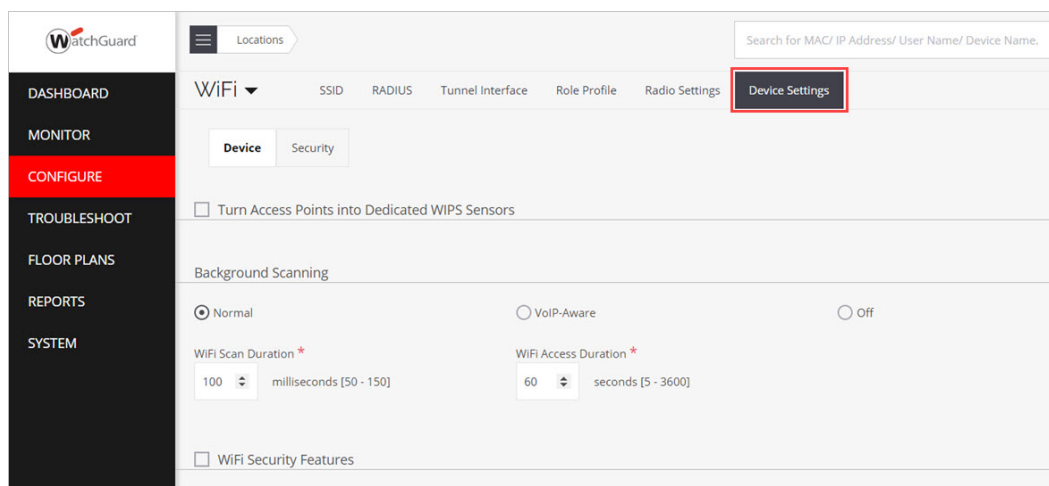 WatchGuard
Locations
Search for MAC/ IP Address/ User Name/ Device Name.
DASHBOARD
MONITOR
CONFIGURE
TROUBLESHOOT
FLOOR PLANS
REPORTS
SYSTEM
WiFi SSID RADIUS Tunnel Interface Role Profile Radio Settings Device Settings
Device Security
Turn Access Points into Dedicated WIPS Sensors
Background Scanning
Normal VoIP-Aware Off
WiFi Scan Duration * WiFi Access Duration *
100 milliseconds [50 - 150] 60 seconds [5 - 3600]
WiFi Security Features